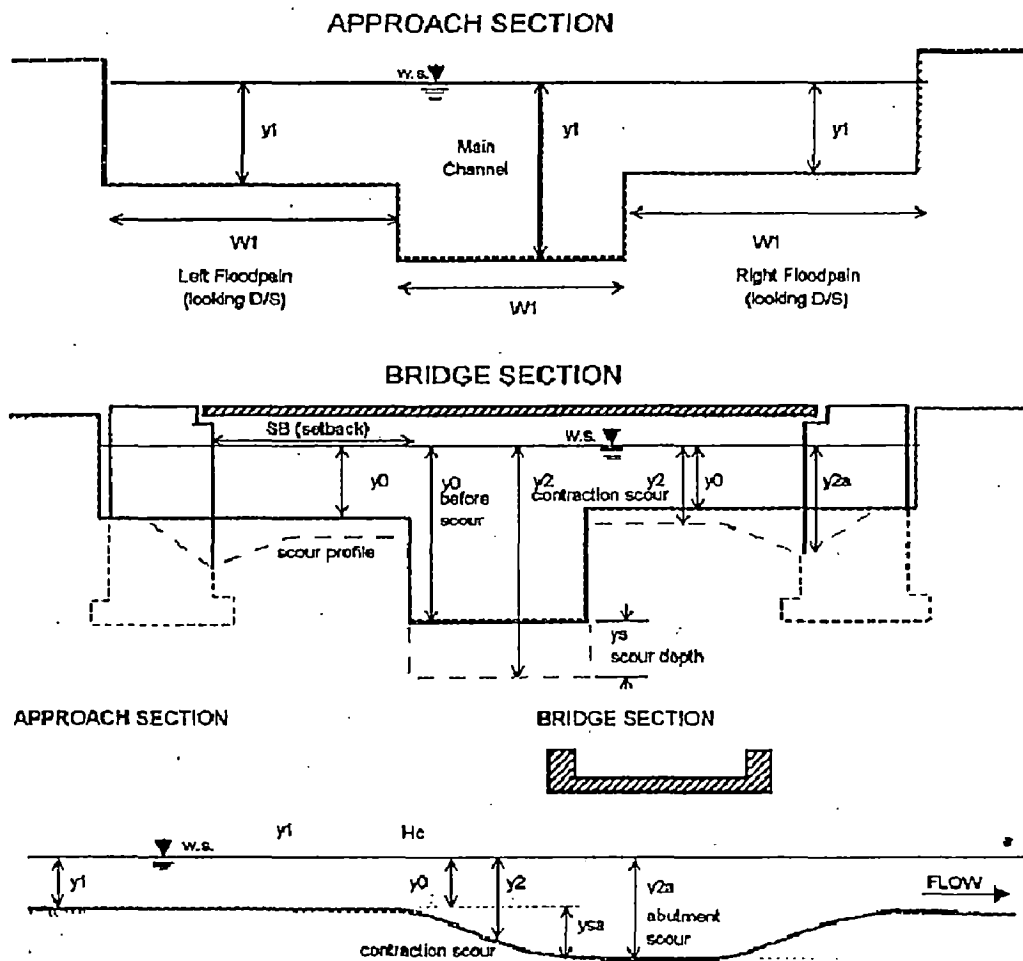 APPROACH SECTION
w.s.
y1
y1
y1
Main
Channel
W1
W1
Left Floodpain
(looking D/S)
Right Floodpain
(looking D/S)
W1
BRIDGE SECTION
SB (setback)
w.s.
y0
y0
before
scour
y2
contraction scour
y2
y0
y2a
scour profile
ys
scour depth
APPROACH SECTION
BRIDGE SECTION
y1
He
w.s.
y1
y0
y2
y2a
FLOW
abutment
scour
ysa
contraction scour